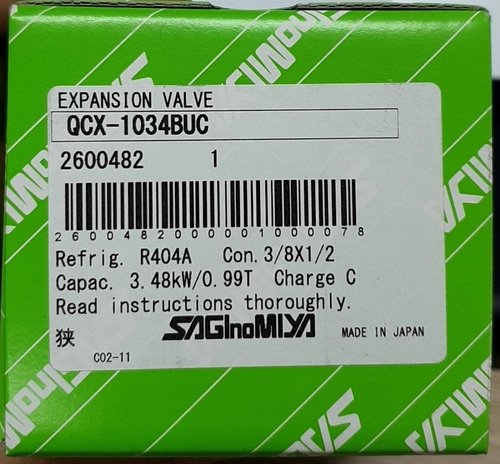 EXPANSION VALVE
QCX-1034BUC
2600482 1
2600482000001000078
Refrig. R404A Con. 3/8X1/2
Capac. 3.48kW/0.99T Charge C
Read instructions thoroughly.
狭 SAGInoMIYA MADE IN JAPAN
C02-11